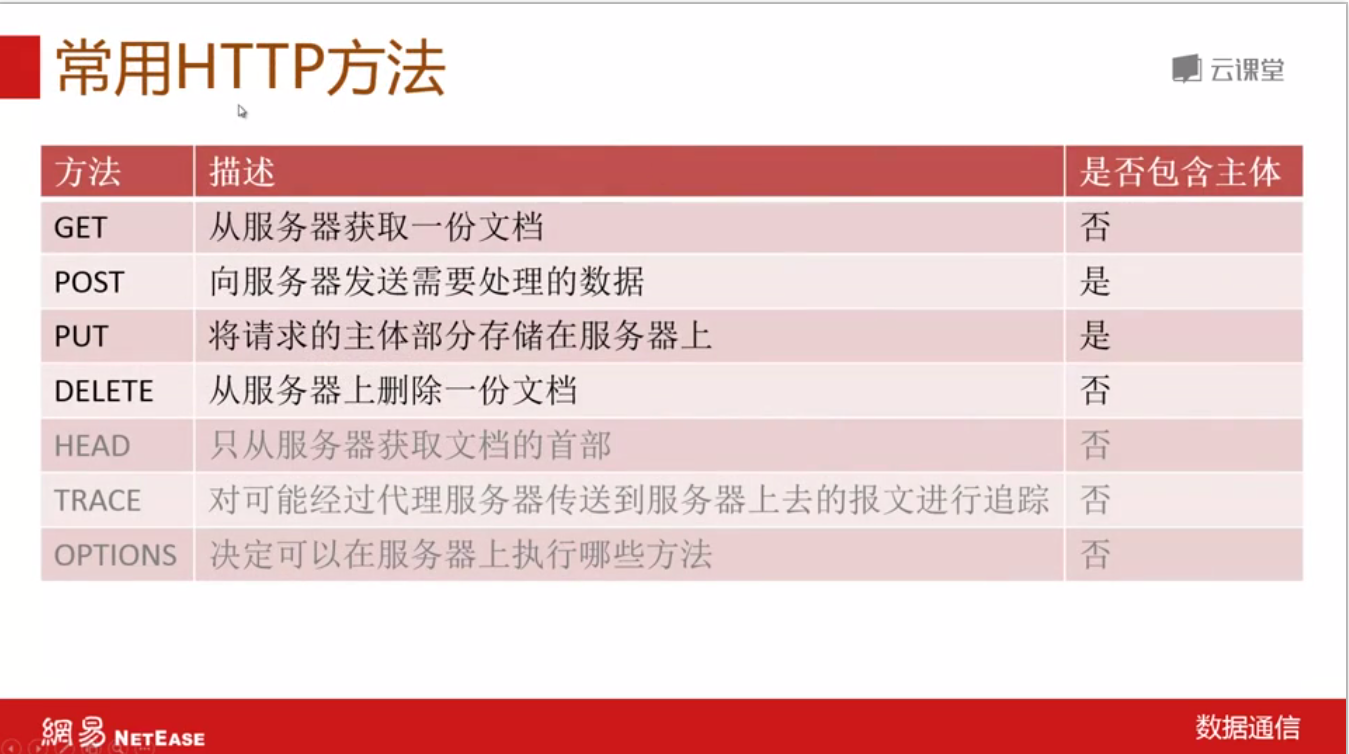 常用HTTP方法
云课堂
方法 描述 是否包含主体
GET 从服务器获取一份文档 否
POST 向服务器发送需要处理的数据 是
PUT 将请求的主体部分存储在服务器上 是
DELETE 从服务器上删除一份文档 否
HEAD 只从服务器获取文档的首部 否
TRACE 对可能经过代理服务器传送到服务器上去的报文进行追踪 否
OPTIONS 决定可以在服务器上执行哪些方法 否
網易 NETEASE
数据通信